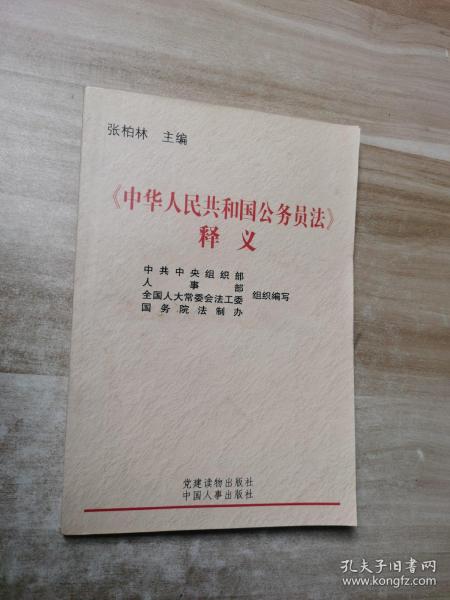 张柏林 主编
《中华人民共和国公务员法》
释义
中共中央组织部
人事部
全国人大常委会法工委 组织编写
国务院法制办
党建读物出版社
中国人事出版社
孔夫子旧书网
www.kongfz.com